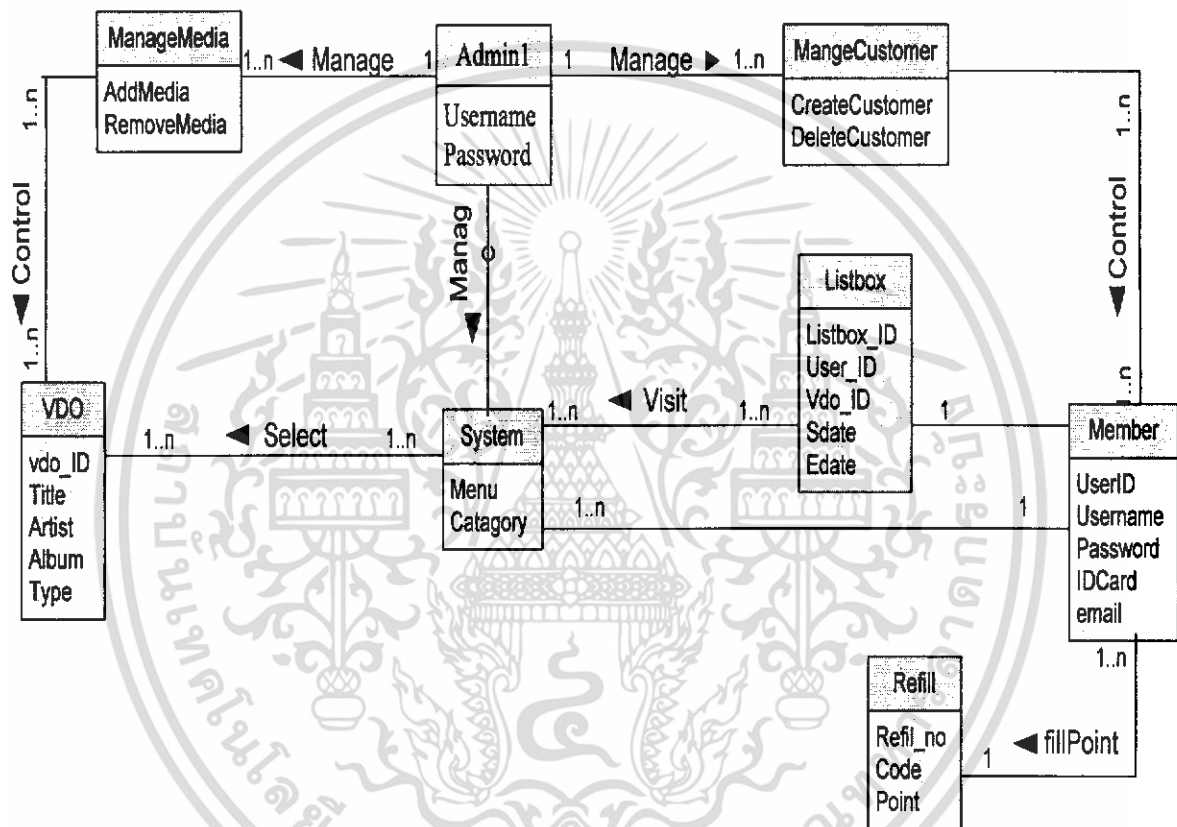 ManageMedia
AddMedia
RemoveMedia
1..n ◄ Manage 1
Admin1
Username
Password
1 Manage ► 1..n
MangeCustomer
CreateCustomer
DeleteCustomer
1..n
◄ Control
1..n
1..n
◄ Control
1..n
Manag ▼
Listbox
Listbox_ID
User_ID
Vdo_ID
Sdate
Edate
VDO
vdo_ID
Title
Artist
Album
Type
1..n ◄ Select 1..n
System
Menu
Catagory
1..n ◄ Visit 1..n
1
1..n 1
Member
UserID
Username
Password
IDCard
email
1..n
1 ◄ fillPoint
Refill
Refil_no
Code
Point